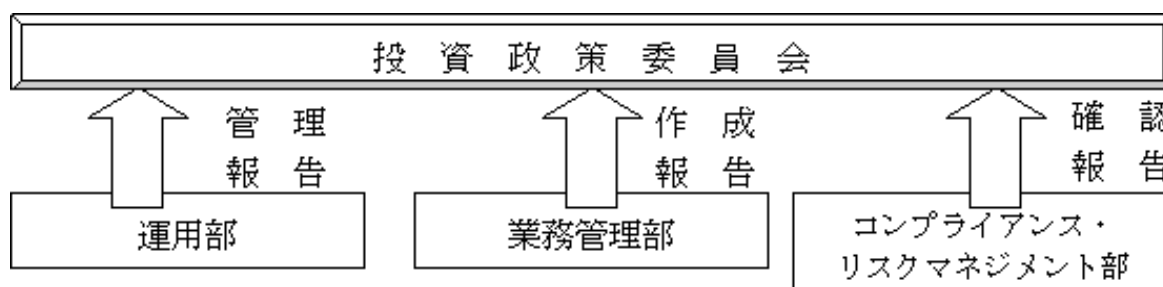 投資政策委員会
管理
報告
作成
報告
確認
報告
運用部
業務管理部
コンプライアンス・
リスクマネジメント部